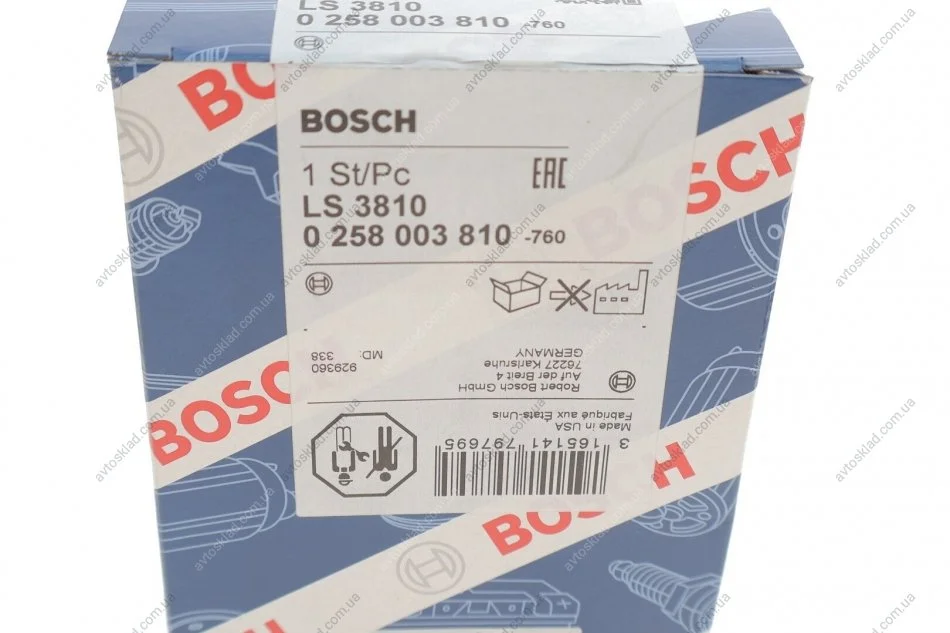 LS 3810
0 258 003 810 -760
BOSCH
BOSCH
1 St/Pc
EAC
LS 3810
0 258 003 810 -760
BOSCH
929360
MD: 338
Robert Bosch GmbH
Auf der Breit 4
76227 Karlsruhe
GERMANY
Made in USA
Fabriqué aux États-Unis
3 165141 797695
BOSCH
BOSCH
avtosklad.com.ua